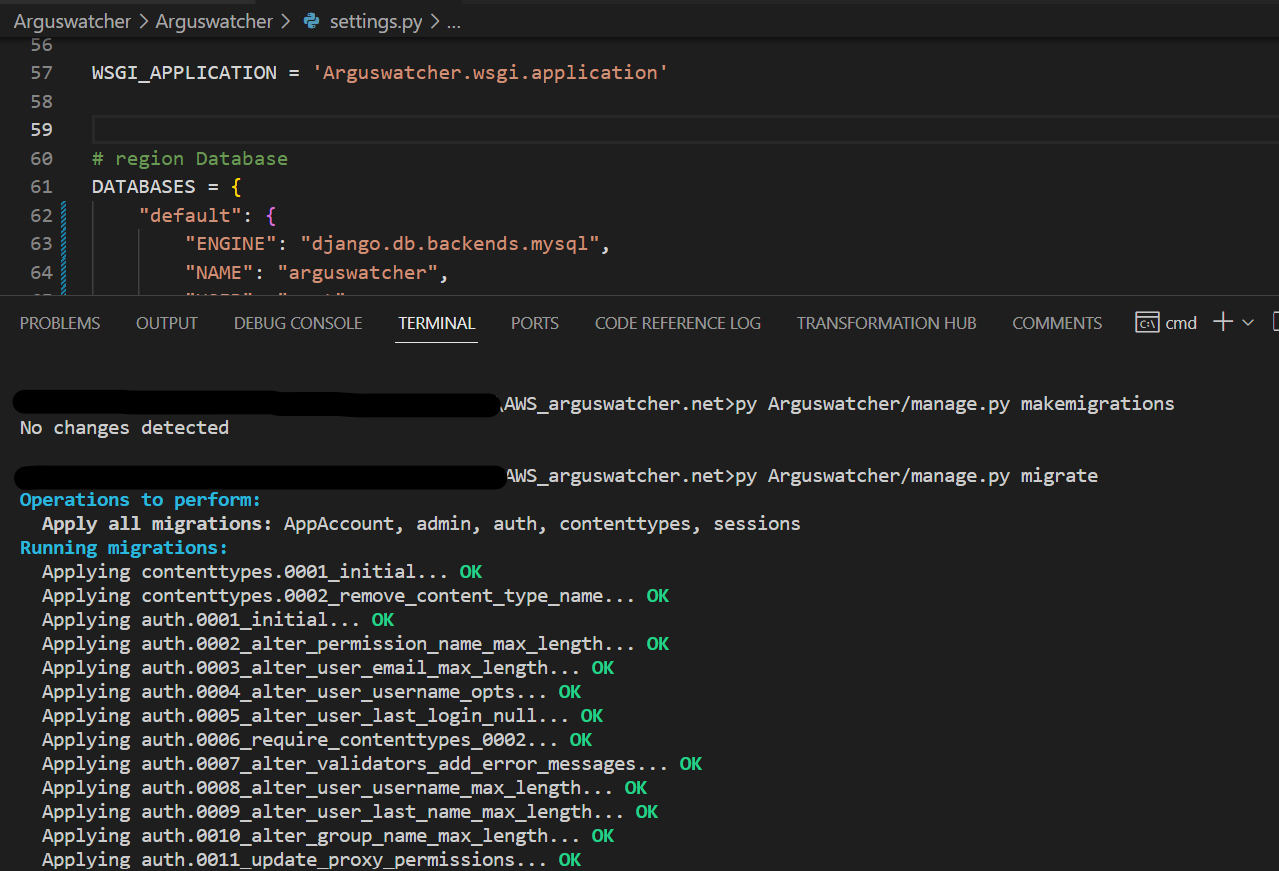 Arguswatcher > Arguswatcher > settings.py > ...
56
57 WSGI_APPLICATION = 'Arguswatcher.wsgi.application'
58
59
60 # region Database
61 DATABASES = {
62 "default": {
63 "ENGINE": "django.db.backends.mysql",
64 "NAME": "arguswatcher",
PROBLEMS OUTPUT DEBUG CONSOLE TERMINAL PORTS CODE REFERENCE LOG TRANSFORMATION HUB COMMENTS cmd
\AWS_arguswatcher.net>py Arguswatcher/manage.py makemigrations
No changes detected
AWS_arguswatcher.net>py Arguswatcher/manage.py migrate
Operations to perform:
Apply all migrations: AppAccount, admin, auth, contenttypes, sessions
Running migrations:
Applying contenttypes.0001_initial... OK
Applying contenttypes.0002_remove_content_type_name... OK
Applying auth.0001_initial... OK
Applying auth.0002_alter_permission_name_max_length... OK
Applying auth.0003_alter_user_email_max_length... OK
Applying auth.0004_alter_user_username_opts... OK
Applying auth.0005_alter_user_last_login_null... OK
Applying auth.0006_require_contenttypes_0002... OK
Applying auth.0007_alter_validators_add_error_messages... OK
Applying auth.0008_alter_user_username_max_length... OK
Applying auth.0009_alter_user_last_name_max_length... OK
Applying auth.0010_alter_group_name_max_length... OK
Applying auth.0011_update_proxy_permissions... OK